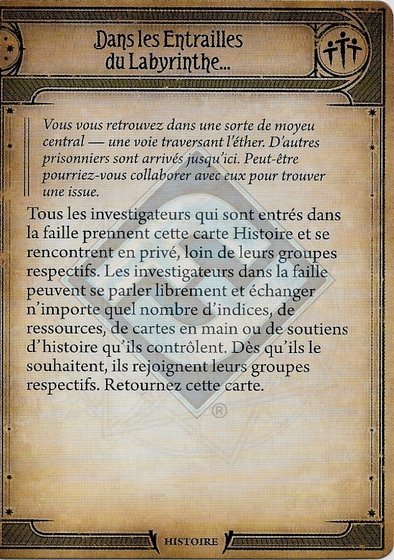 Dans les Entrailles
du Labyrinthe...
Vous vous retrouvez dans une sorte de moyeu
central — une voie traversant l'éther. D'autres
prisonniers sont arrivés jusqu'ici. Peut-être
pourriez-vous collaborer avec eux pour trouver
une issue.
Tous les investigateurs qui sont entrés dans
la faille prennent cette carte Histoire et se
rencontrent en privé, loin de leurs groupes
respectifs. Les investigateurs dans la faille
peuvent se parler librement et échanger
n'importe quel nombre d'indices, de
ressources, de cartes en main ou de soutiens
d'histoire qu'ils contrôlent. Dès qu'ils le
souhaitent, ils rejoignent leurs groupes
respectifs. Retournez cette carte.
®
HISTOIRE